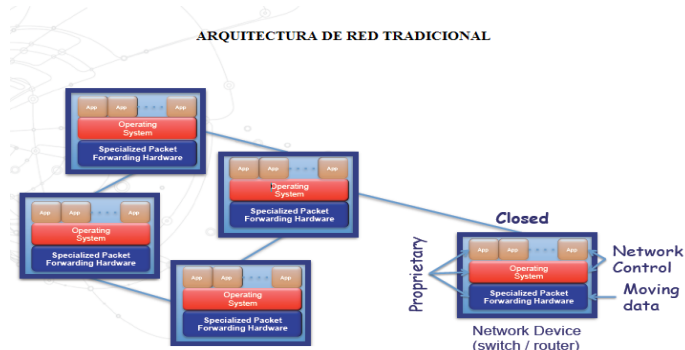 ARQUITECTURA DE RED TRADICIONAL
App App App
Operating
System
Specialized Packet
Forwarding Hardware
App App App
Operating
System
Specialized Packet
Forwarding Hardware
App App App
Operating
System
Specialized Packet
Forwarding Hardware
App App App
Operating
System
Specialized Packet
Forwarding Hardware
Closed
Proprietary
App App App
Operating
System
Specialized Packet
Forwarding Hardware
Network
Control
Moving
data
Network Device
(switch / router)